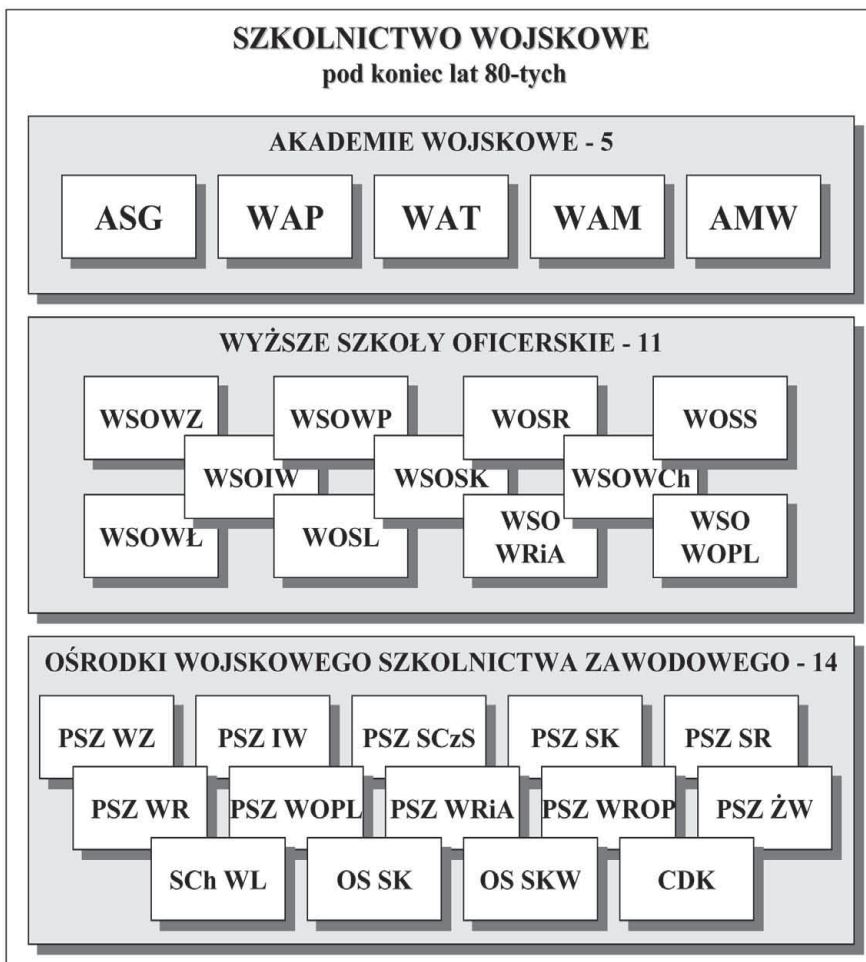 SZKOLNICTWO WOJSKOWE
pod koniec lat 80-tych
AKADEMIE WOJSKOWE - 5
ASG
WAP
WAT
WAM
AMW
WYŻSZE SZKOŁY OFICERSKIE - 11
WSOWZ
WSOWP
WOSR
WOSS
WSOIW
WSOSK
WSOWCh
WSOWŁ
WOSL
WSO
WRiA
WSO
WOPL
OŚRODKI WOJSKOWEGO SZKOLNICTWA ZAWODOWEGO - 14
PSZ WZ
PSZ IW
PSZ SCzS
PSZ SK
PSZ SR
PSZ WR
PSZ WOPL
PSZ WRiA
PSZ WROP
PSZ ŻW
SCh WL
OS SK
OS SKW
CDK